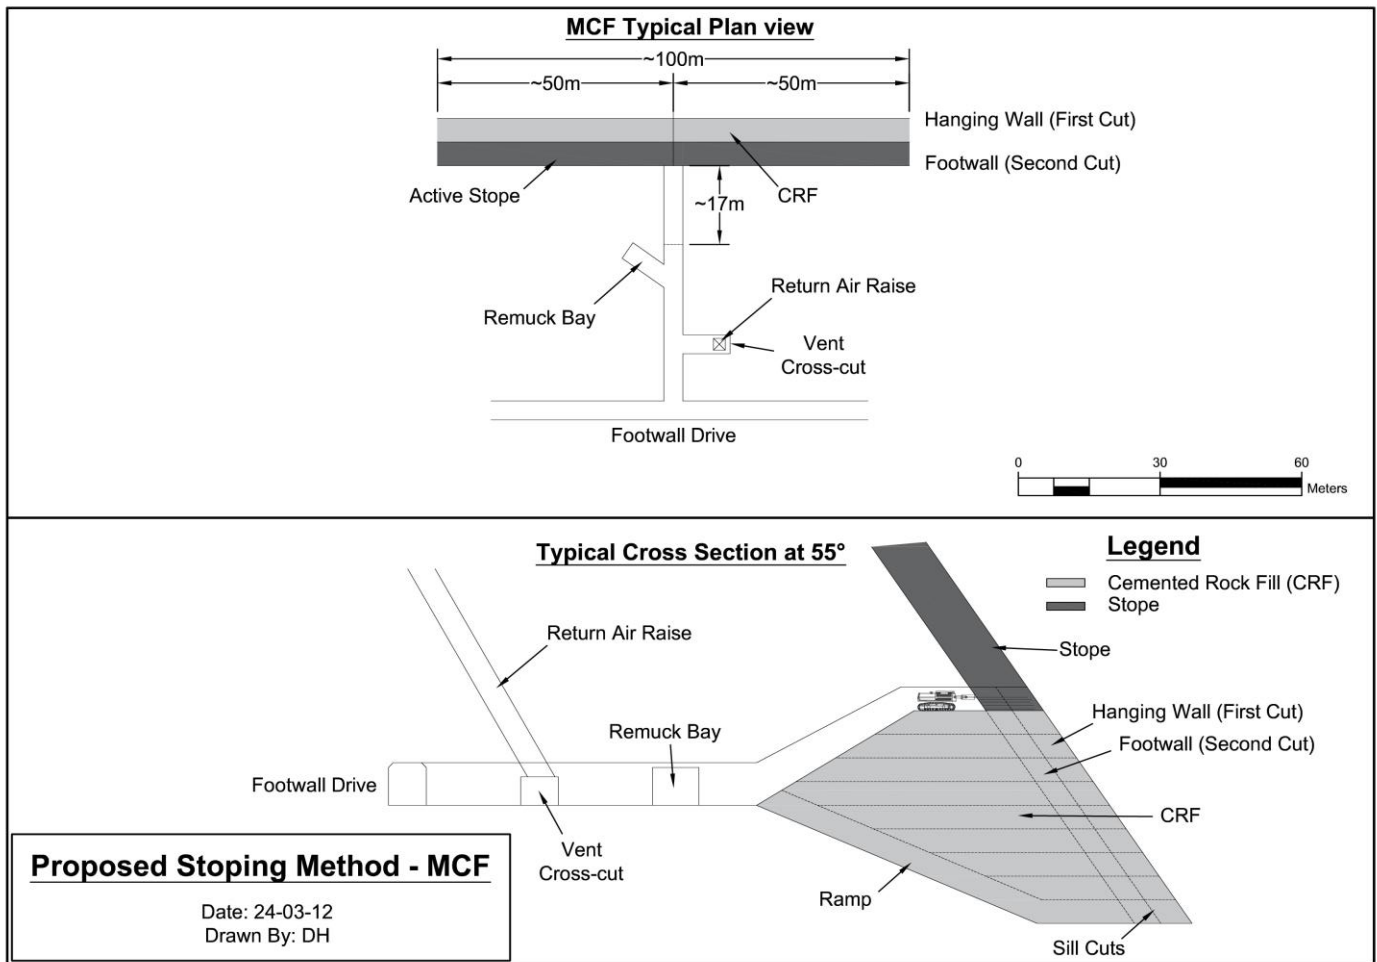 MCF Typical Plan view
~100m
~50m
~50m
Hanging Wall (First Cut)
Footwall (Second Cut)
Active Stope
CRF
~17m
Return Air Raise
Remuck Bay
Vent
Cross-cut
Footwall Drive
0
30
60
Meters
Typical Cross Section at 55°
Legend
Cemented Rock Fill (CRF)
Stope
Return Air Raise
Stope
Remuck Bay
Hanging Wall (First Cut)
Footwall (Second Cut)
Footwall Drive
CRF
Vent
Cross-cut
Ramp
Sill Cuts
Proposed Stoping Method - MCF
Date: 24-03-12
Drawn By: DH